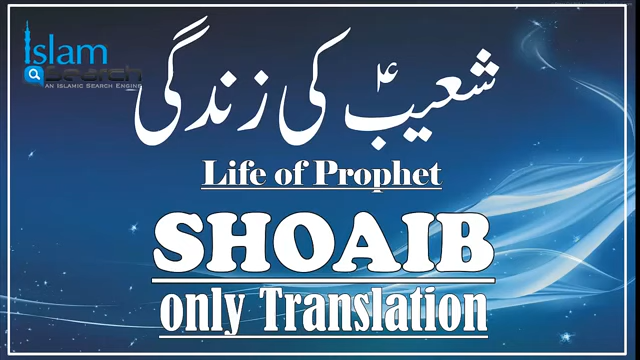 Islam
Search
AN ISLAMIC SEARCH ENGINE
شعیبؑ کی زندگی
Life of Prophet
SHOAIB
only Translation